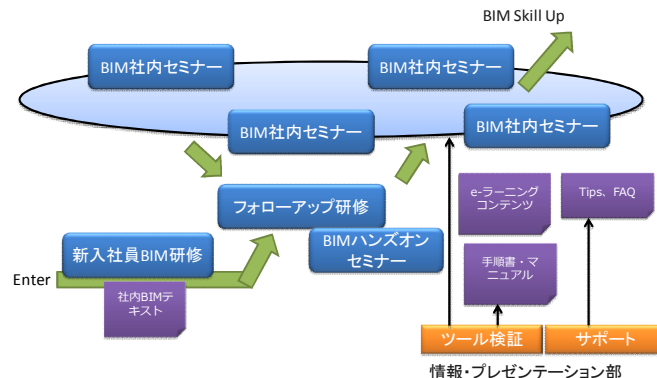 BIM Skill Up
BIM社内セミナー
BIM社内セミナー
BIM社内セミナー
BIM社内セミナー
e-ラーニング
コンテンツ
Tips、FAQ
フォローアップ研修
BIMハンズオン
セミナー
新入社員BIM研修
Enter
社内BIMテ
キスト
手順書・マ
ニュアル
ツール検証
サポート
情報・プレゼンテーション部